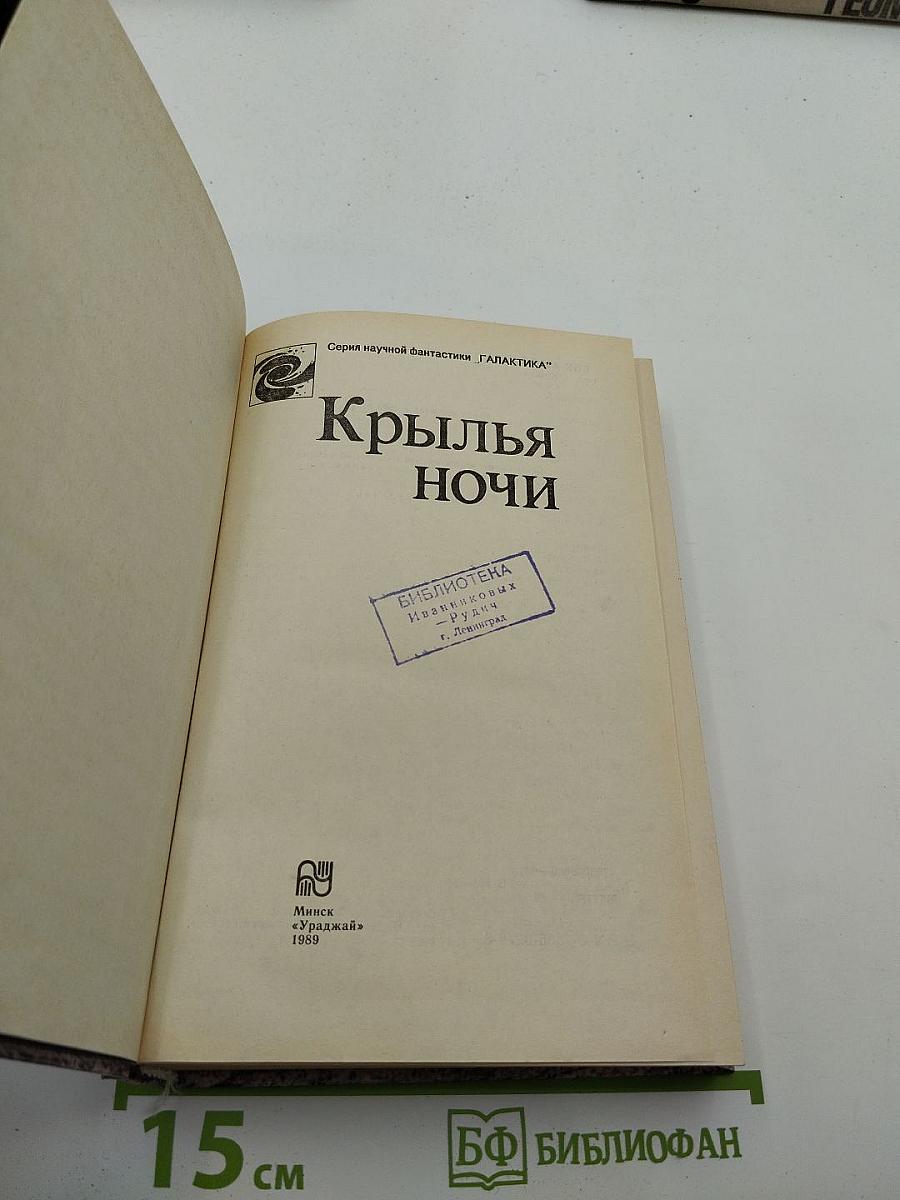 Серия научной фантастики „ГАЛАКТИКА"
Крылья
ночи
БИБЛИОТЕКА
Иванниковых
—Рудич
г. Ленинград
Минск
«Ураджай»
1989
15 см
БФ БИБЛИОФАН